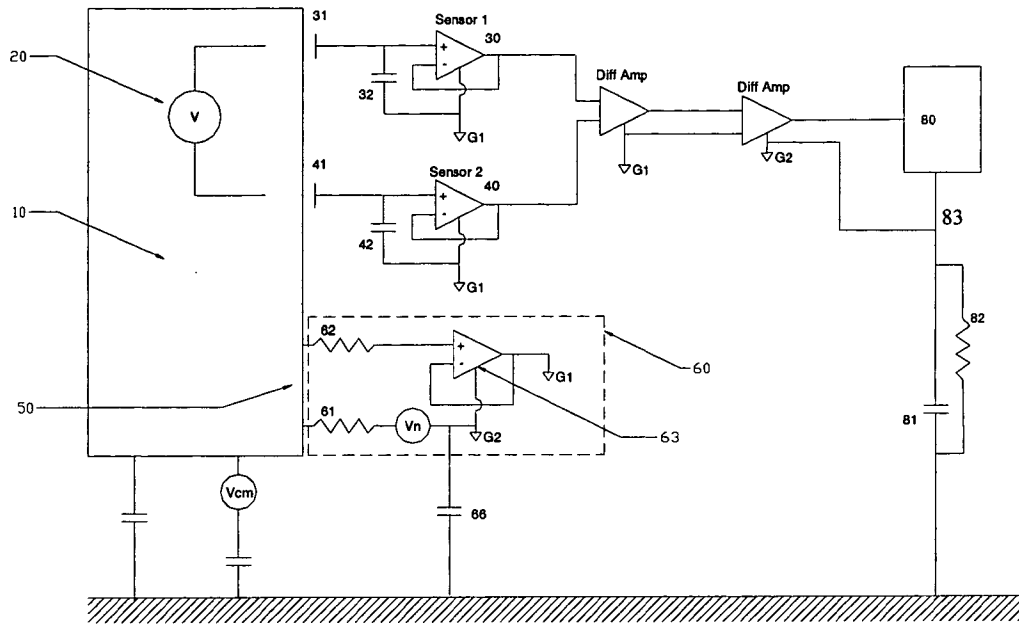 31
Sensor 1
30
20
V
+
-
32
G1
Diff Amp
Diff Amp
80
G1
G2
41
Sensor 2
40
10
+
-
42
G1
83
62
+
-
G1
60
82
50
61
Vn
G2
63
81
Vcm
66